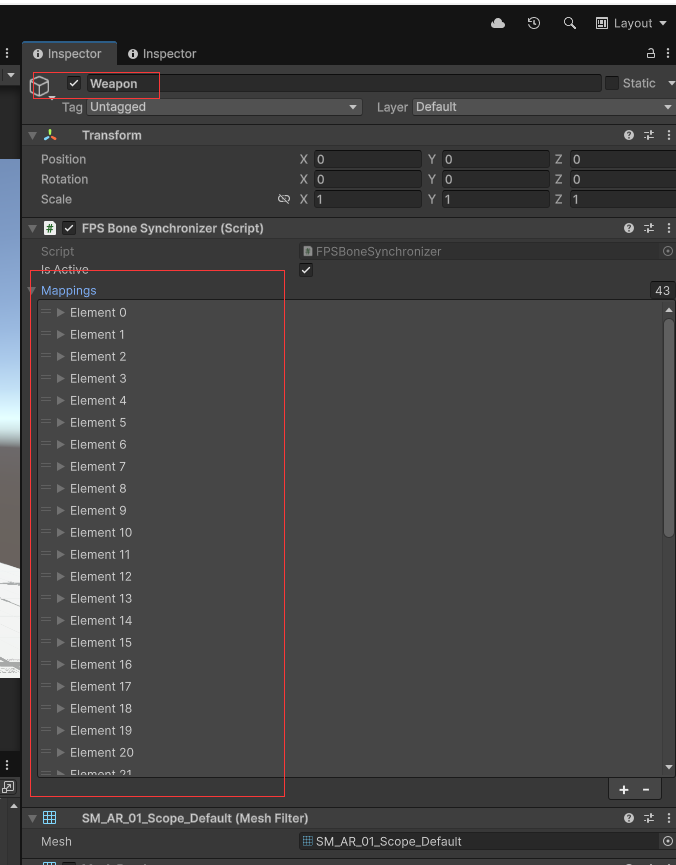 Layout
Inspector
Inspector
Weapon
Static
Tag Untagged Layer Default
Transform
Position X 0 Y 0 Z 0
Rotation X 0 Y 0 Z 0
Scale X 1 Y 1 Z 1
# FPS Bone Synchronizer (Script)
Script # FPSBoneSynchronizer
Is Active
Mappings 43
Element 0
Element 1
Element 2
Element 3
Element 4
Element 5
Element 6
Element 7
Element 8
Element 9
Element 10
Element 11
Element 12
Element 13
Element 14
Element 15
Element 16
Element 17
Element 18
Element 19
Element 20
Element 21
+ -
SM_AR_01_Scope_Default (Mesh Filter)
Mesh SM_AR_01_Scope_Default